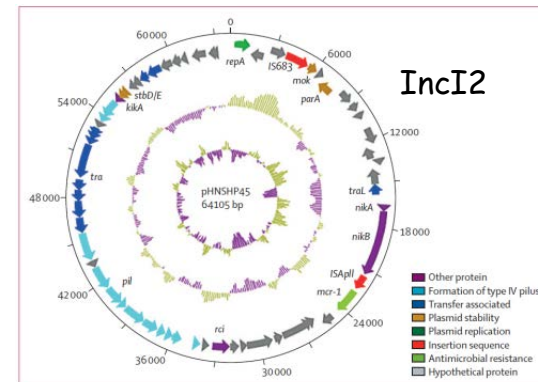 0
6000
12000
18000
24000
30000
36000
42000
48000
54000
60000
IncI2
repA
IS683
mok
parA
traL
nikA
nikB
ISApII
mcr-1
rci
pil
tra
kikA
stbD/E
pHNSHP45
64105 bp
Other protein
Formation of type IV pilus
Transfer associated
Plasmid stability
Plasmid replication
Insertion sequence
Antimicrobial resistance
Hypothetical protein